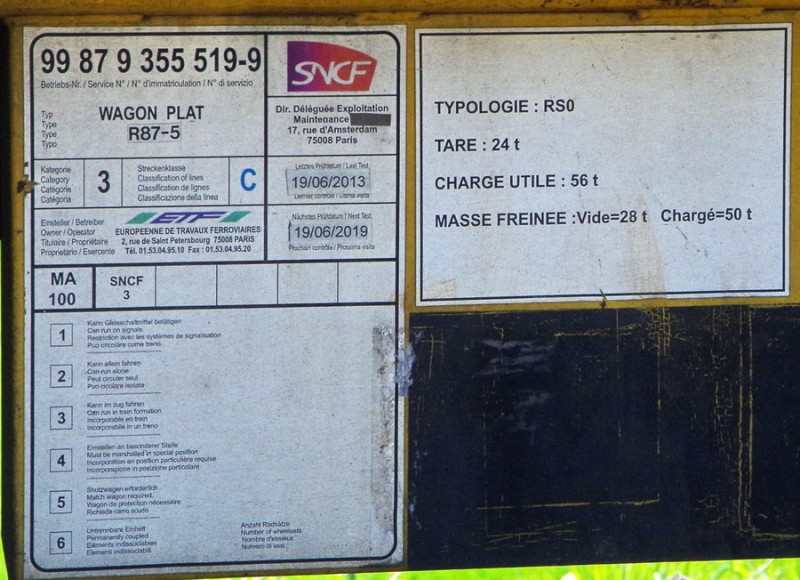 99 87 9 355 519-9
Betriebs-Nr. / Service N° / N° d'immatriculation / N° di servizio
Typ
Type
Type
Typo
WAGON PLAT
R87-5
SNCF
Dir. Déléguée Exploitation
Maintenance
17, rue d'Amsterdam
75008 Paris
Kategorie
Category
Catégorie
Catégoria
3
Streckenklasse
Classification of lines
Classification de lignes
Classificazione della linea
C
Letztes Prüfdatum / Last Test
19/06/2013
Dernier contrôle / Ultima visita
Einsteller / Betreiber
Owner / Operator
Titulaire / Propriétaire
Proprietario / Esercente
ETF
EUROPEENNE DE TRAVAUX FERROVIAIRES
2, rue de Saint Petersbourg 75008 PARIS
Tél. 01.53.04.95.10 Fax : 01.53.04.95.20
Nächstes Prüfdatum / Next Test
19/06/2019
Prochain contrôle / Prossima visita
MA
100
SNCF
3
1
Kann Gleisschaltmittel betätigen
Can run on signals
Restriction avec les systèmes de signalisation
Puo circolare come treno
2
Kann allein fahren
Can run alone
Peut circuler seul
Puo cicolare isolata
3
Kann im zug fahren
Can run in train formation
Incorporable en train
Incorporabile in un treno
4
Einstellen an besonderer Stelle
Must be marshalled in special position
Incorporation en position particulière requise
Incorporazione in posizione particolare
5
Shutzwagen erforderlich
Match wagon required.
Wagon de protection nécessaire
Richiede carro scudo
6
Untrennbare Einheit
Permanently coupled
Eléments indissociables
Elementi indissociabili
Anzahl Radsätze
Number of wheelsets
Nombre d'essieux
Numero di assi
TYPOLOGIE : RS0
TARE : 24 t
CHARGE UTILE : 56 t
MASSE FREINEE :Vide=28 t Chargé=50 t